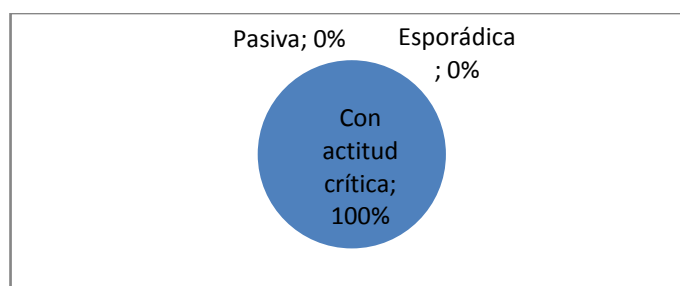 Pasiva; 0%
Esporádica
; 0%
Con
actitud
crítica;
100%